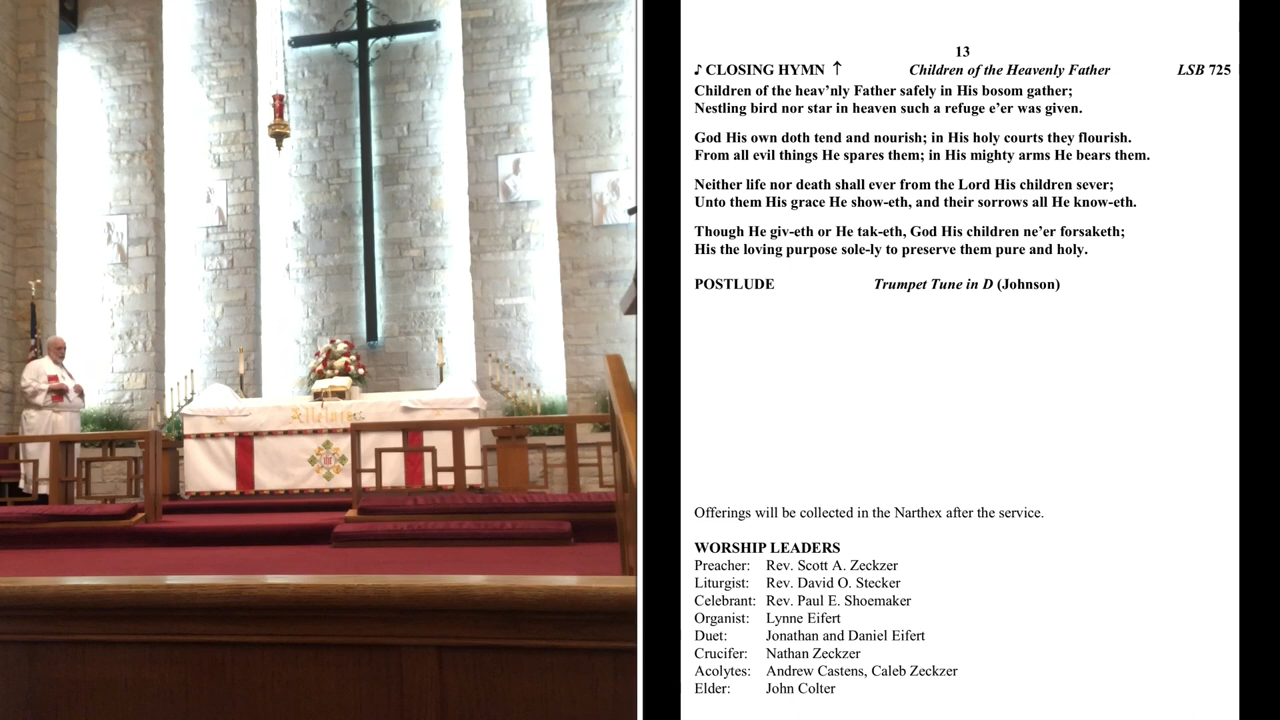 Alleluia
13
♪ CLOSING HYMN ↑ Children of the Heavenly Father LSB 725
Children of the heav’nly Father safely in His bosom gather;
Nestling bird nor star in heaven such a refuge e’er was given.
God His own doth tend and nourish; in His holy courts they flourish.
From all evil things He spares them; in His mighty arms He bears them.
Neither life nor death shall ever from the Lord His children sever;
Unto them His grace He show-eth, and their sorrows all He know-eth.
Though He giv-eth or He tak-eth, God His children ne’er forsaketh;
His the loving purpose sole-ly to preserve them pure and holy.
POSTLUDE Trumpet Tune in D (Johnson)
Offerings will be collected in the Narthex after the service.
WORSHIP LEADERS
Preacher: Rev. Scott A. Zeckzer
Liturgist: Rev. David O. Stecker
Celebrant: Rev. Paul E. Shoemaker
Organist: Lynne Eifert
Duet: Jonathan and Daniel Eifert
Crucifer: Nathan Zeckzer
Acolytes: Andrew Castens, Caleb Zeckzer
Elder: John Colter